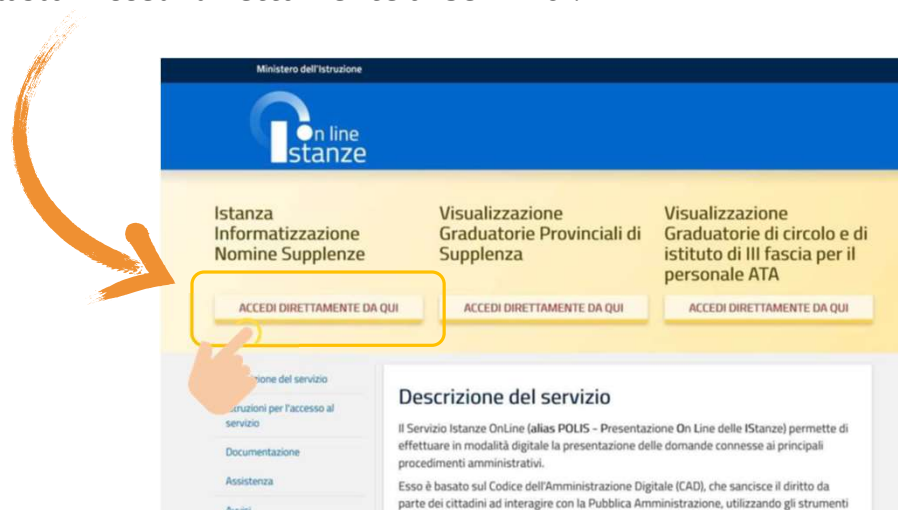 Ministero dell'Istruzione
On line
Istanze
Istanza
Informatizzazione
Nomine Supplenze
ACCEDI DIRETTAMENTE DA QUI
Visualizzazione
Graduatorie Provinciali di
Supplenza
ACCEDI DIRETTAMENTE DA QUI
Visualizzazione
Graduatorie di circolo e di
istituto di III fascia per il
personale ATA
ACCEDI DIRETTAMENTE DA QUI
zione del servizio
struzioni per l'accesso al
servizio
Documentazione
Assistenza
Descrizione del servizio
Il Servizio Istanze OnLine (alias POLIS - Presentazione On Line delle IStanze) permette di
effettuare in modalità digitale la presentazione delle domande connesse ai principali
procedimenti amministrativi.
Esso è basato sul Codice dell'Amministrazione Digitale (CAD), che sancisce il diritto da
parte dei cittadini ad interagire con la Pubblica Amministrazione, utilizzando gli strumenti